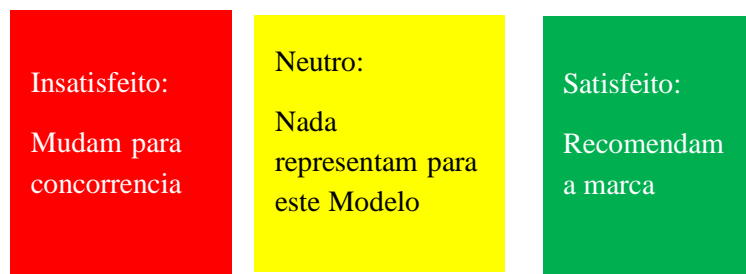 Insatisfeito:
Mudam para
concorrencia
Neutro:
Nada
representam para
este Modelo
Satisfeito:
Recomendam
a marca